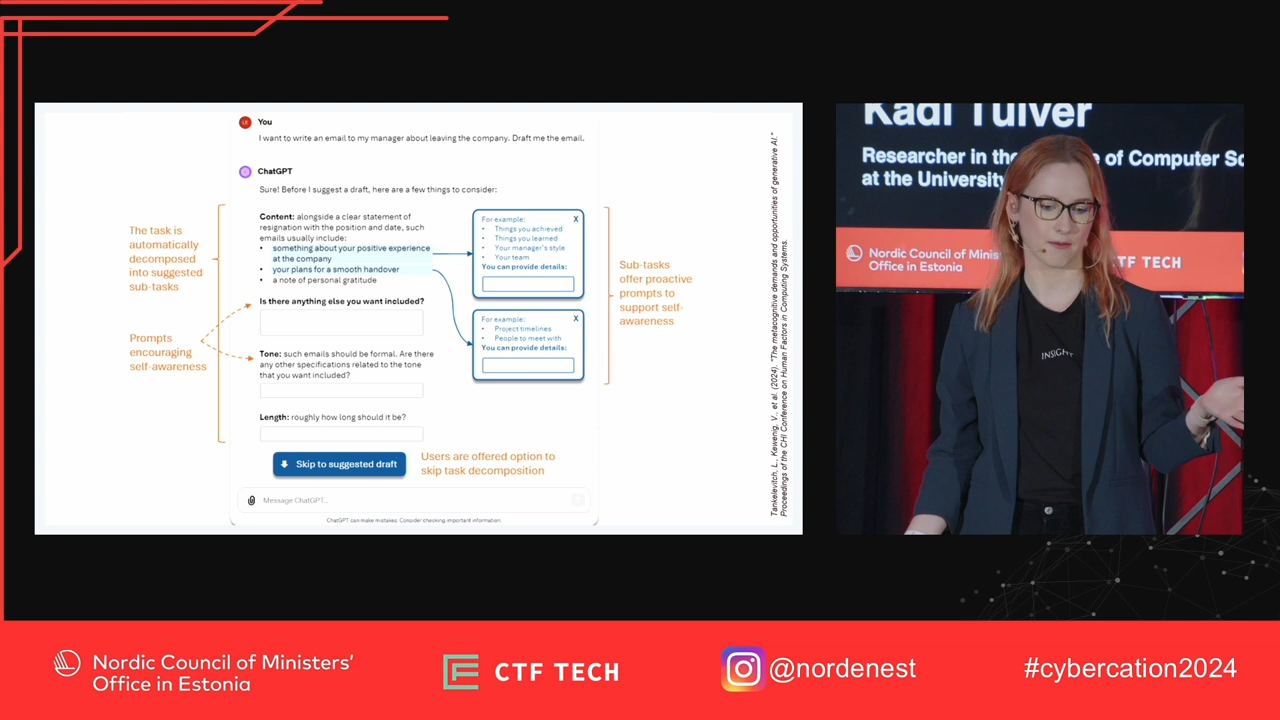 You
I want to write an email to my manager about leaving the company. Draft me the email.
ChatGPT
Sure! Before I suggest a draft, here are a few things to consider:
The task is
automatically
decomposed
into suggested
sub-tasks
Content: alongside a clear statement of
resignation with the position and date, such
emails usually include:
• something about your positive experience
at the company
• your plans for a smooth handover
• a note of personal gratitude
Is there anything else you want included?
Prompts
encouraging
self-awareness
Tone: such emails should be formal. Are there
any other specifications related to the tone
that you want included?
Length: roughly how long should it be?
Skip to suggested draft
Users are offered option to
skip task decomposition
Message ChatGPT...
ChatGPT can make mistakes. Consider checking important information.
For example: X
• Things you achieved
• Things you learned
• Your manager's style
• Your team
You can provide details:
For example: X
• Project timelines
• People to meet with
You can provide details:
Sub-tasks
offer proactive
prompts to
support self-
awareness
Tankelevitch, L., Kewenig, V., et al. (2024). "The metacognitive demands and opportunities of generative AI."
Proceedings of the CHI Conference on Human Factors in Computing Systems.
Kadi Tulver
Researcher in the e of Computer Sc
at the University
Nordic Council of Minis
Office in Estonia
TF TECH
INSIGHT
Nordic Council of Ministers'
Office in Estonia
CTF TECH
@nordenest
#cybercation2024